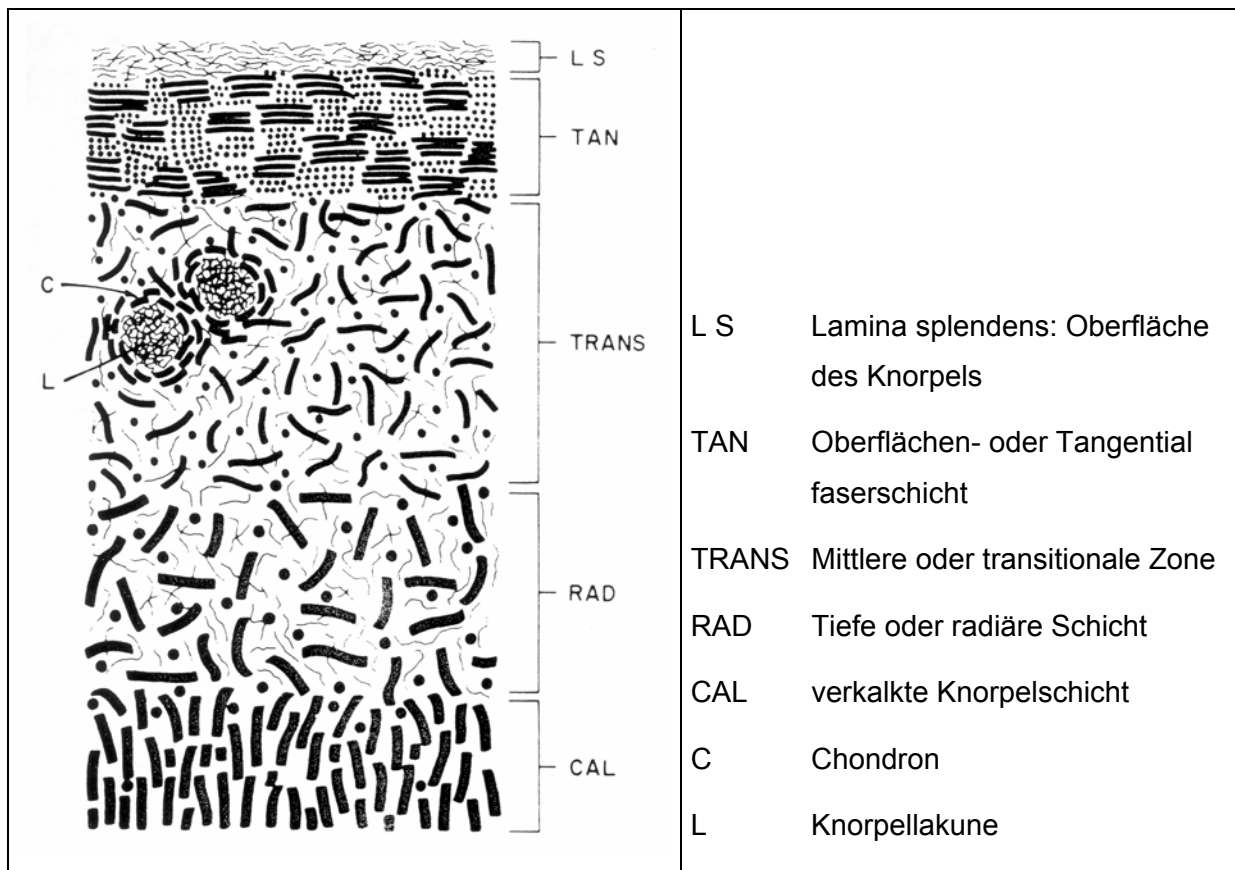 L S
TAN
C
TRANS
L
RAD
CAL
L S Lamina splendens: Oberfläche
des Knorpels
TAN Oberflächen- oder Tangential
faserschicht
TRANS Mittlere oder transitionale Zone
RAD Tiefe oder radiäre Schicht
CAL verkalkte Knorpelschicht
C Chondron
L Knorpellakune